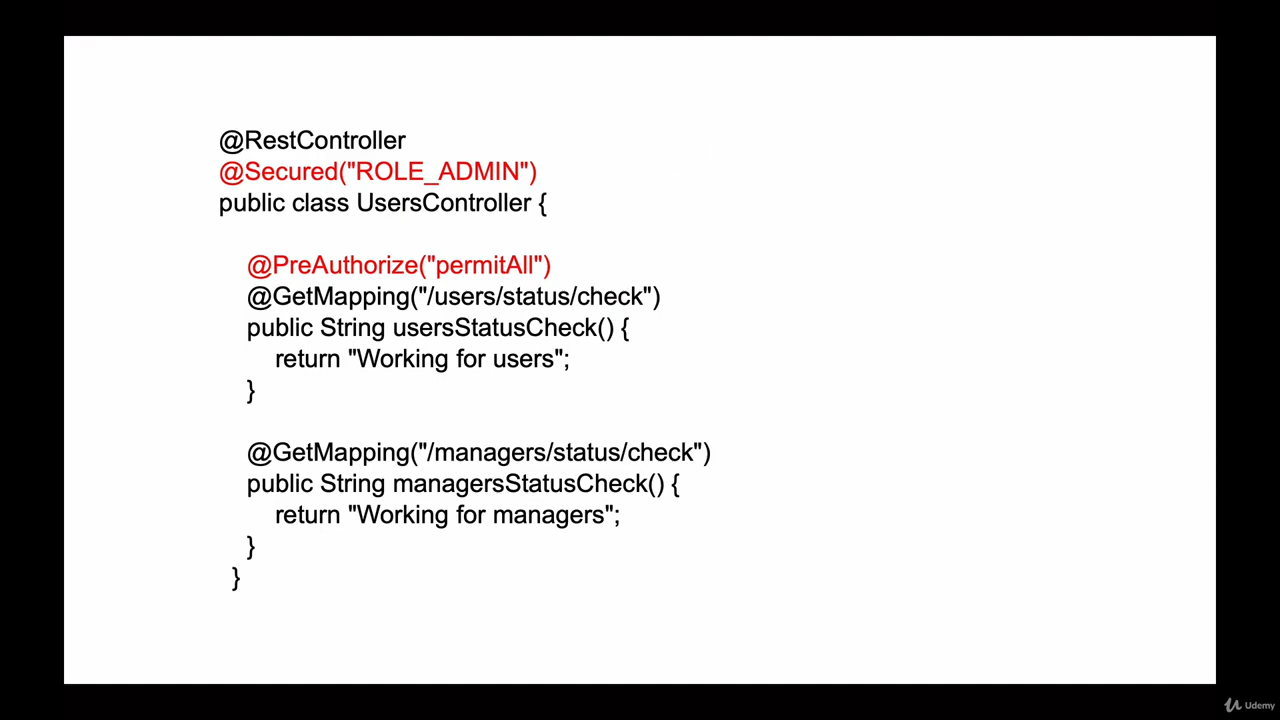 @RestController
@Secured("ROLE_ADMIN")
public class UsersController {
@PreAuthorize("permitAll")
@GetMapping("/users/status/check")
public String usersStatusCheck() {
return "Working for users";
}
@GetMapping("/managers/status/check")
public String managersStatusCheck() {
return "Working for managers";
}
}
Udemy